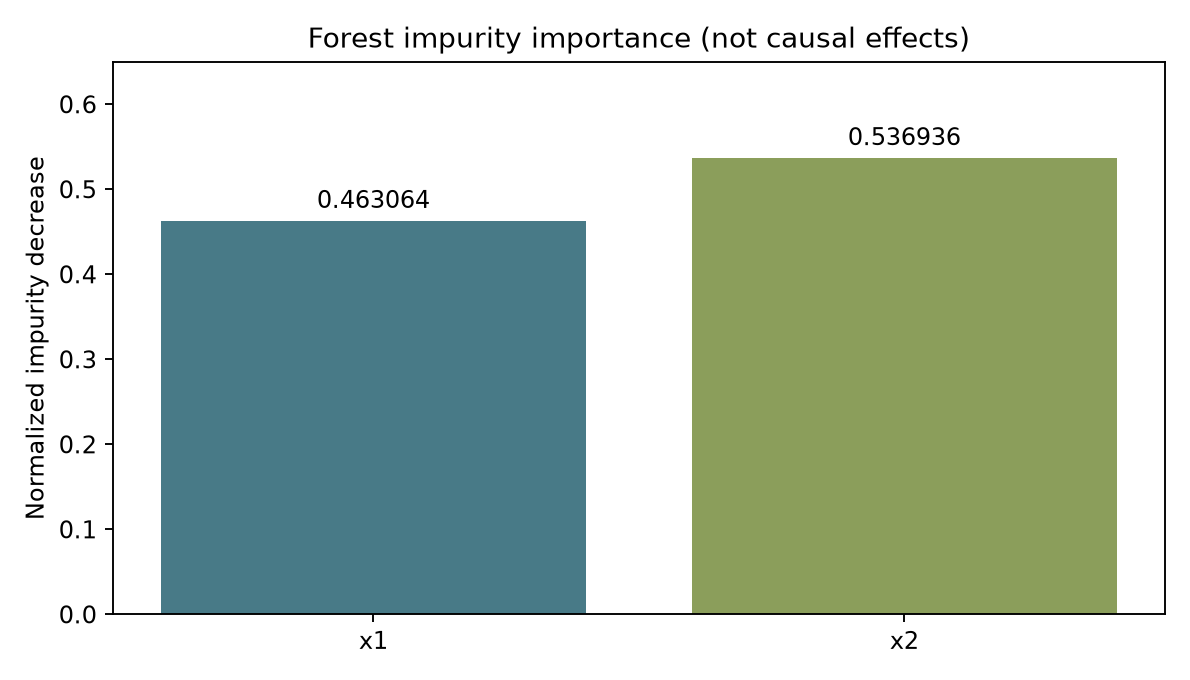 Forest impurity importance (not causal effects)
Normalized impurity decrease
0.6
0.5
0.4
0.3
0.2
0.1
0.0
0.463064
0.536936
x1
x2